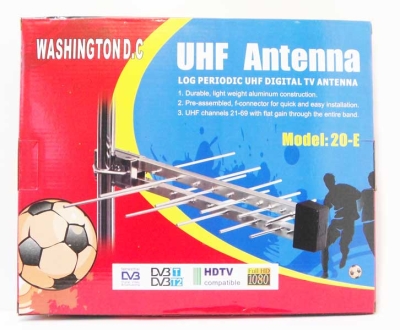 WASHINGTON D.C
UHF Antenna
LOG PERIODIC UHF DIGITAL TV ANTENNA
1. Durable, light weight aluminum construction.
2. Pre-assembled, f-connector for quick and easy installation.
3. UHF channels 21-69 with flat gain through the entire band.
Model: 20-E
DVB
DVB T
DVB T2
HDTV
compatible
Full HD
1080